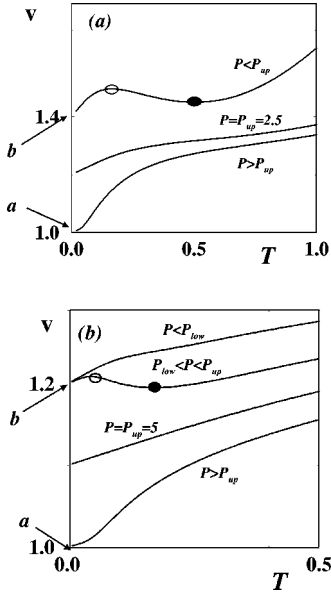 v
(a)
P<P_up
1.4
P=P_up=2.5
b
P>P_up
a
1.0
0.0
0.5
T
1.0
v
(b)
P<P_low
P_low<P<P_up
1.2
b
P=P_up=5
P>P_up
a
1.0
0.0
T
0.5